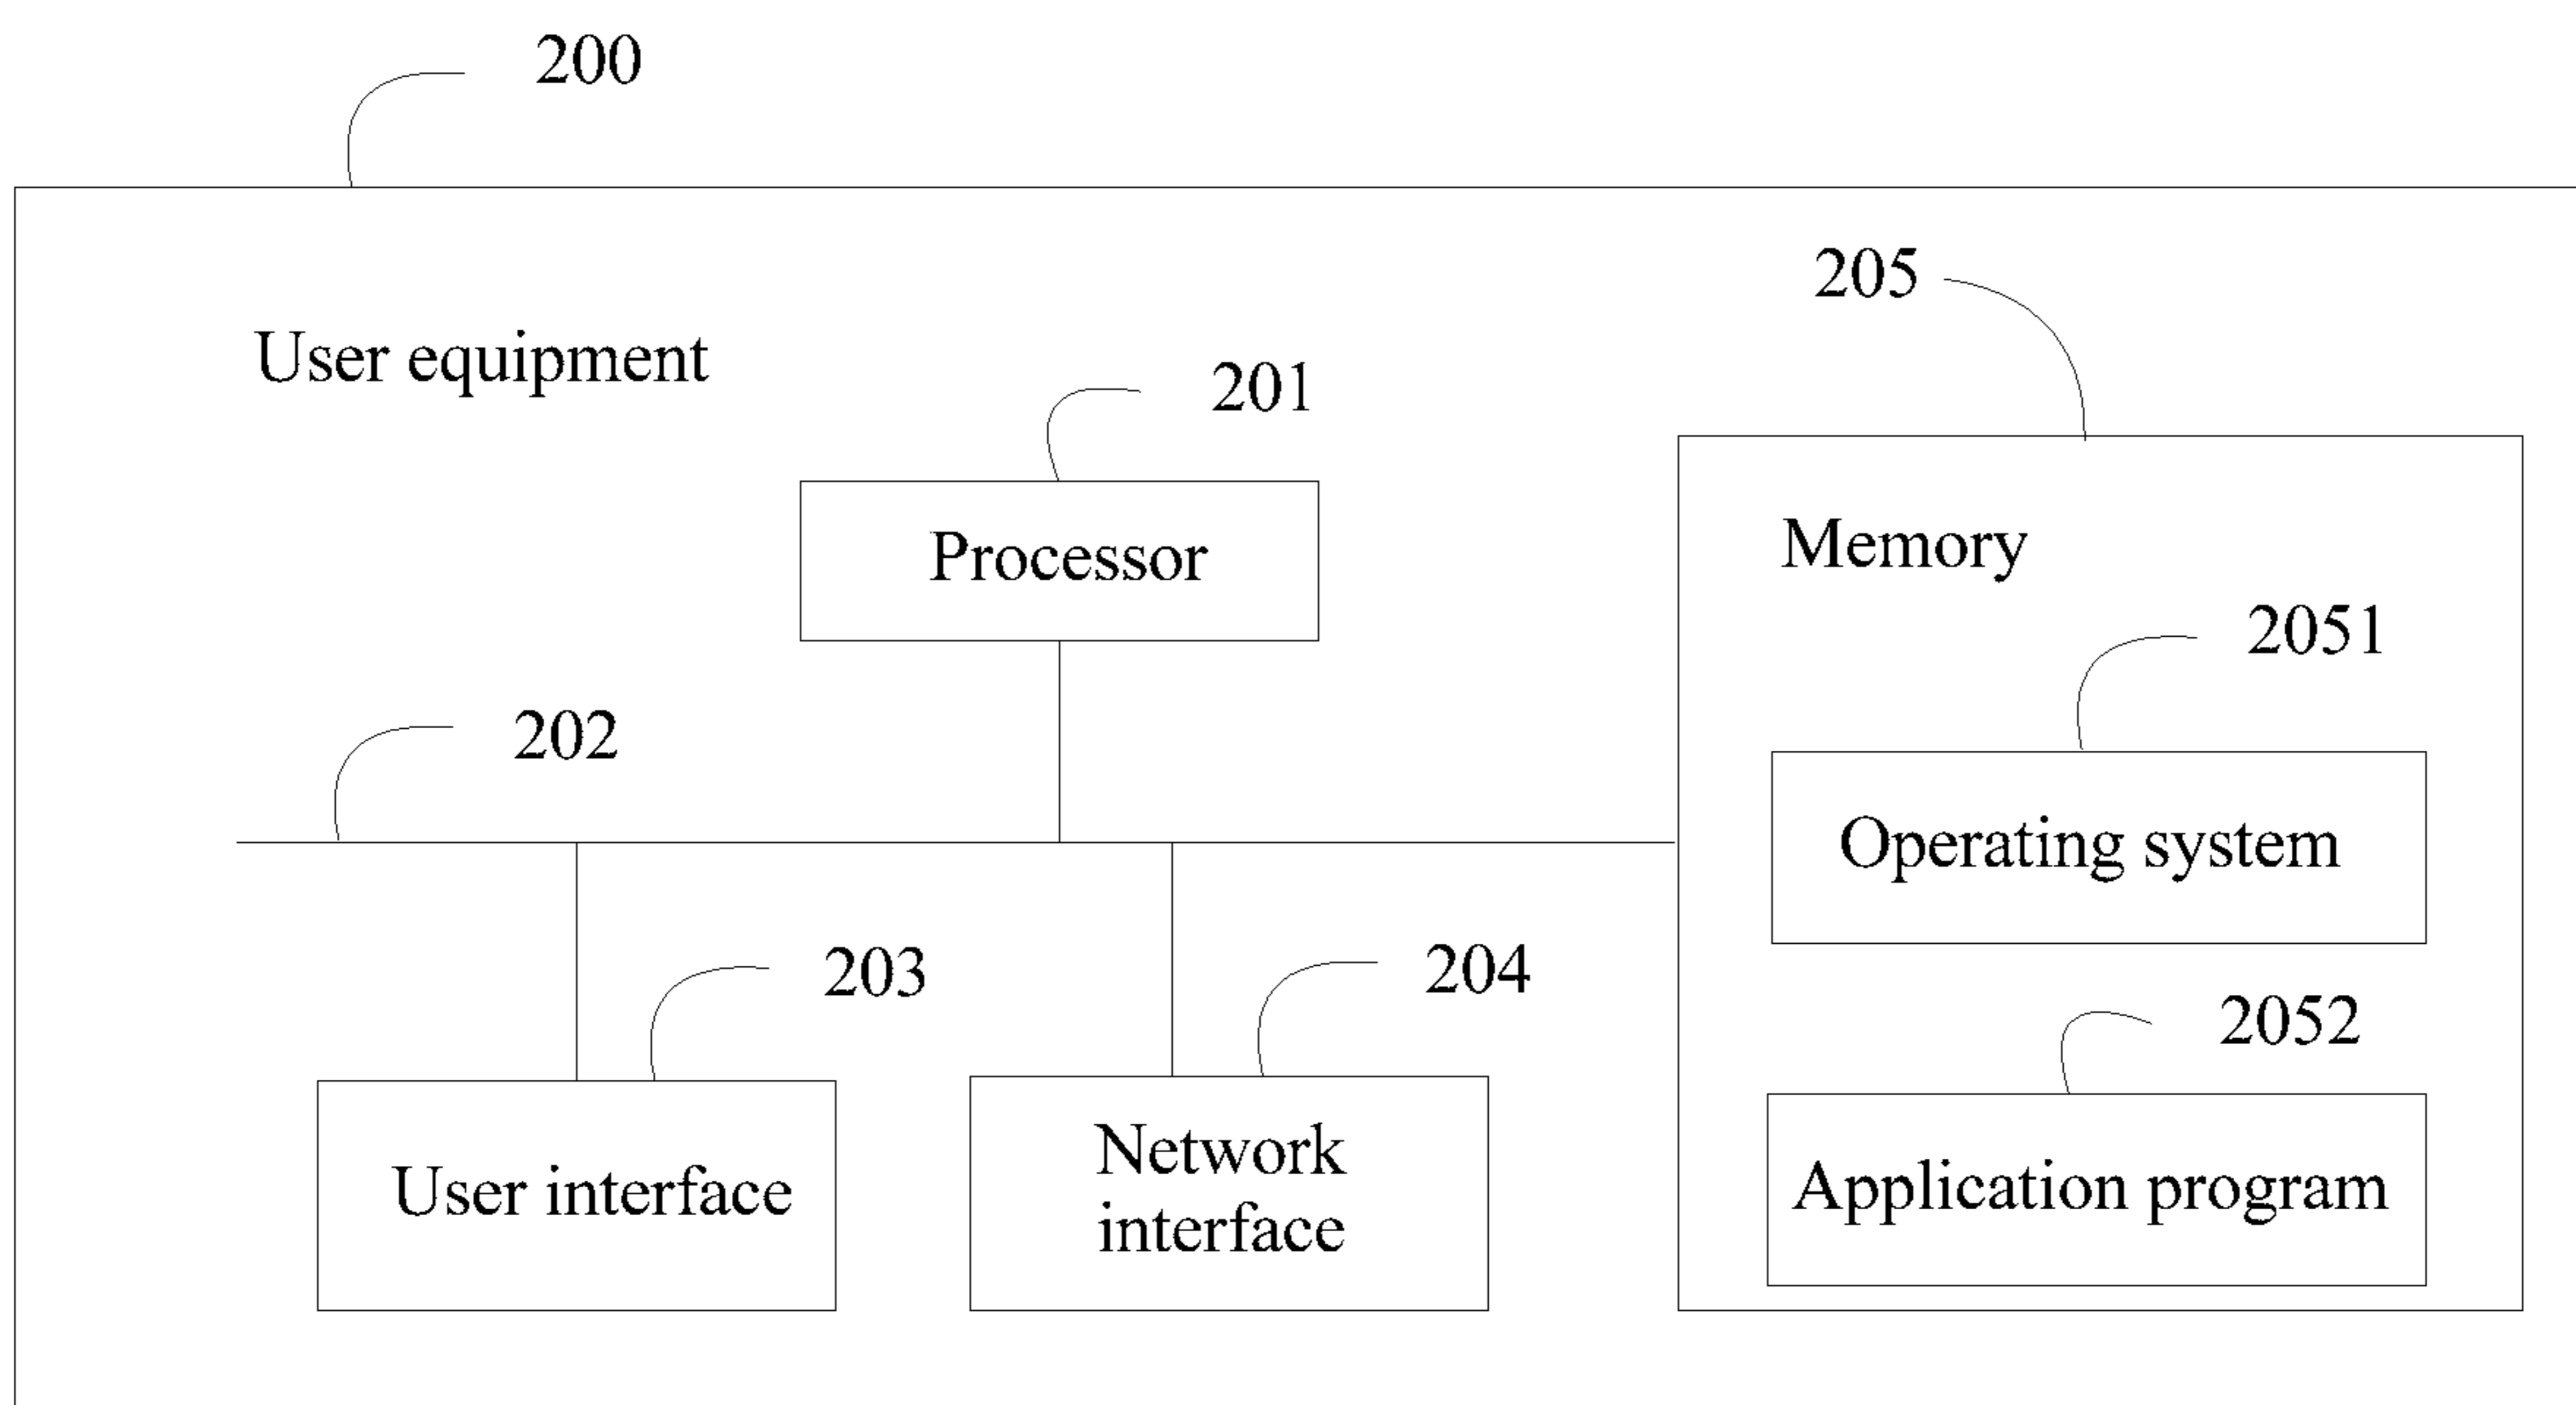 200
205
User equipment
201
Processor
Memory
2051
202
Operating system
203
204
2052
User interface
Network
interface
Application program